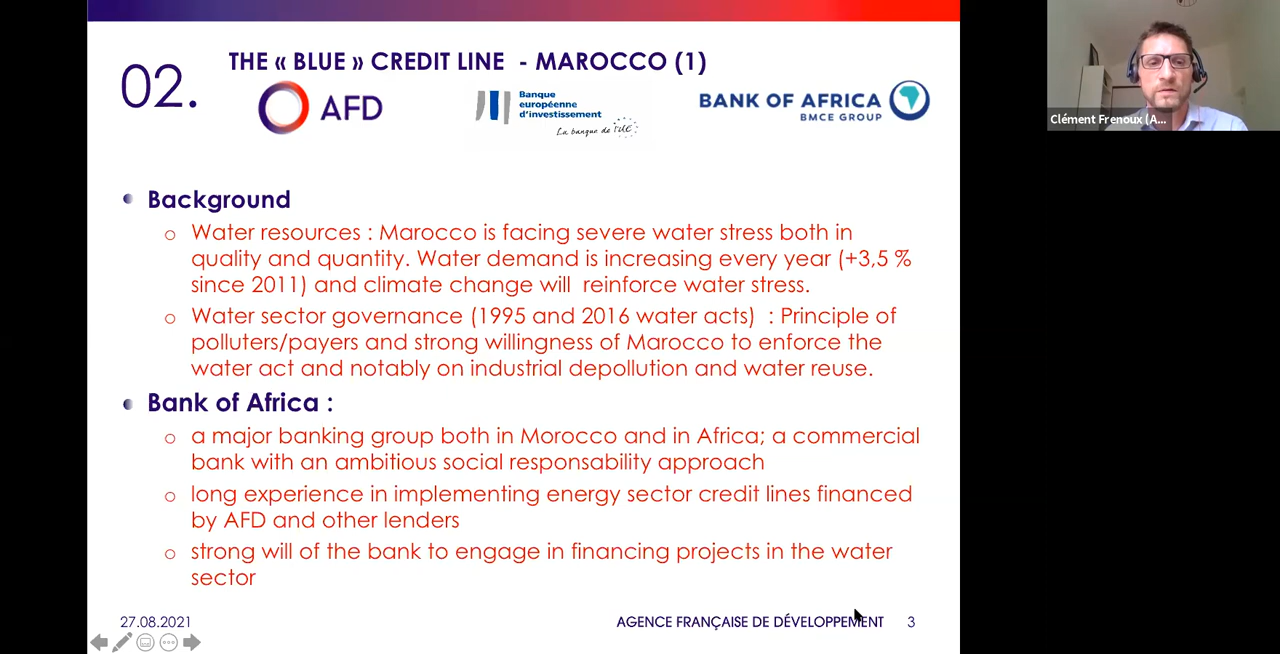 02.
THE « BLUE » CREDIT LINE - MAROCCO (1)
AFD
Banque
européenne
d'investissement
La banque de l'UE
BANK OF AFRICA
BMCE GROUP
Clément Frenoux (A...
Background
Water resources : Marocco is facing severe water stress both in
quality and quantity. Water demand is increasing every year (+3,5 %
since 2011) and climate change will reinforce water stress.
Water sector governance (1995 and 2016 water acts) : Principle of
polluters/payers and strong willingness of Marocco to enforce the
water act and notably on industrial depollution and water reuse.
Bank of Africa :
a major banking group both in Morocco and in Africa; a commercial
bank with an ambitious social responsability approach
long experience in implementing energy sector credit lines financed
by AFD and other lenders
strong will of the bank to engage in financing projects in the water
sector
27.08.2021
AGENCE FRANÇAISE DE DÉVELOPPEMENT 3